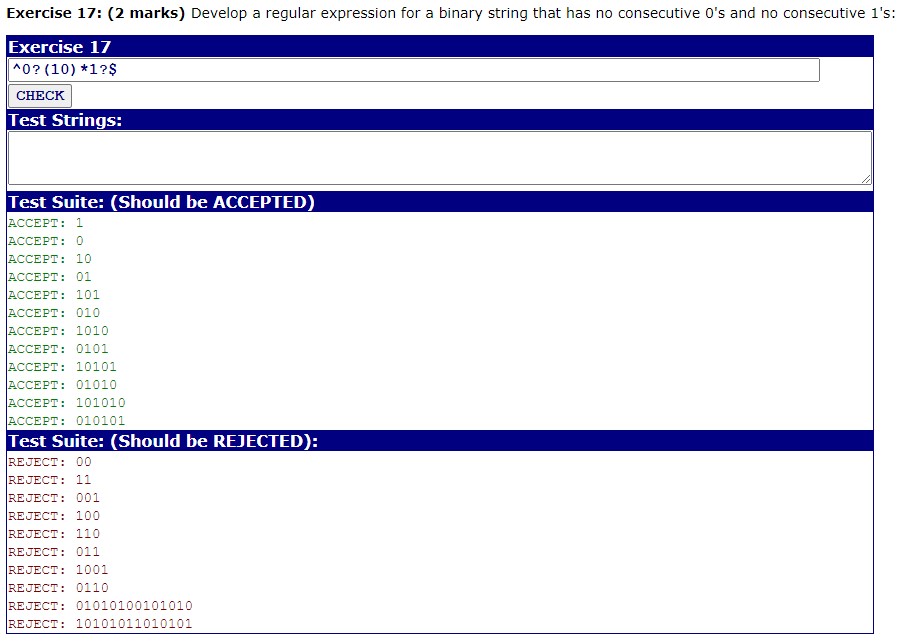 Exercise 17: (2 marks) Develop a regular expression for a binary string that has no consecutive 0's and no consecutive 1's:
Exercise 17
^0?(10)*1?$
CHECK
Test Strings:
Test Suite: (Should be ACCEPTED)
ACCEPT: 1
ACCEPT: 0
ACCEPT: 10
ACCEPT: 01
ACCEPT: 101
ACCEPT: 010
ACCEPT: 1010
ACCEPT: 0101
ACCEPT: 10101
ACCEPT: 01010
ACCEPT: 101010
ACCEPT: 010101
Test Suite: (Should be REJECTED):
REJECT: 00
REJECT: 11
REJECT: 001
REJECT: 100
REJECT: 110
REJECT: 011
REJECT: 1001
REJECT: 0110
REJECT: 01010100101010
REJECT: 10101011010101